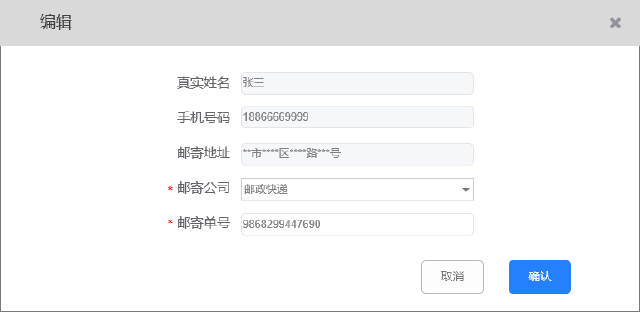 编辑
真实姓名 张三
手机号码 18866669999
邮寄地址 **市****区****路***号
* 邮寄公司 邮政快递
* 邮寄单号 9868299447690
取消 确认